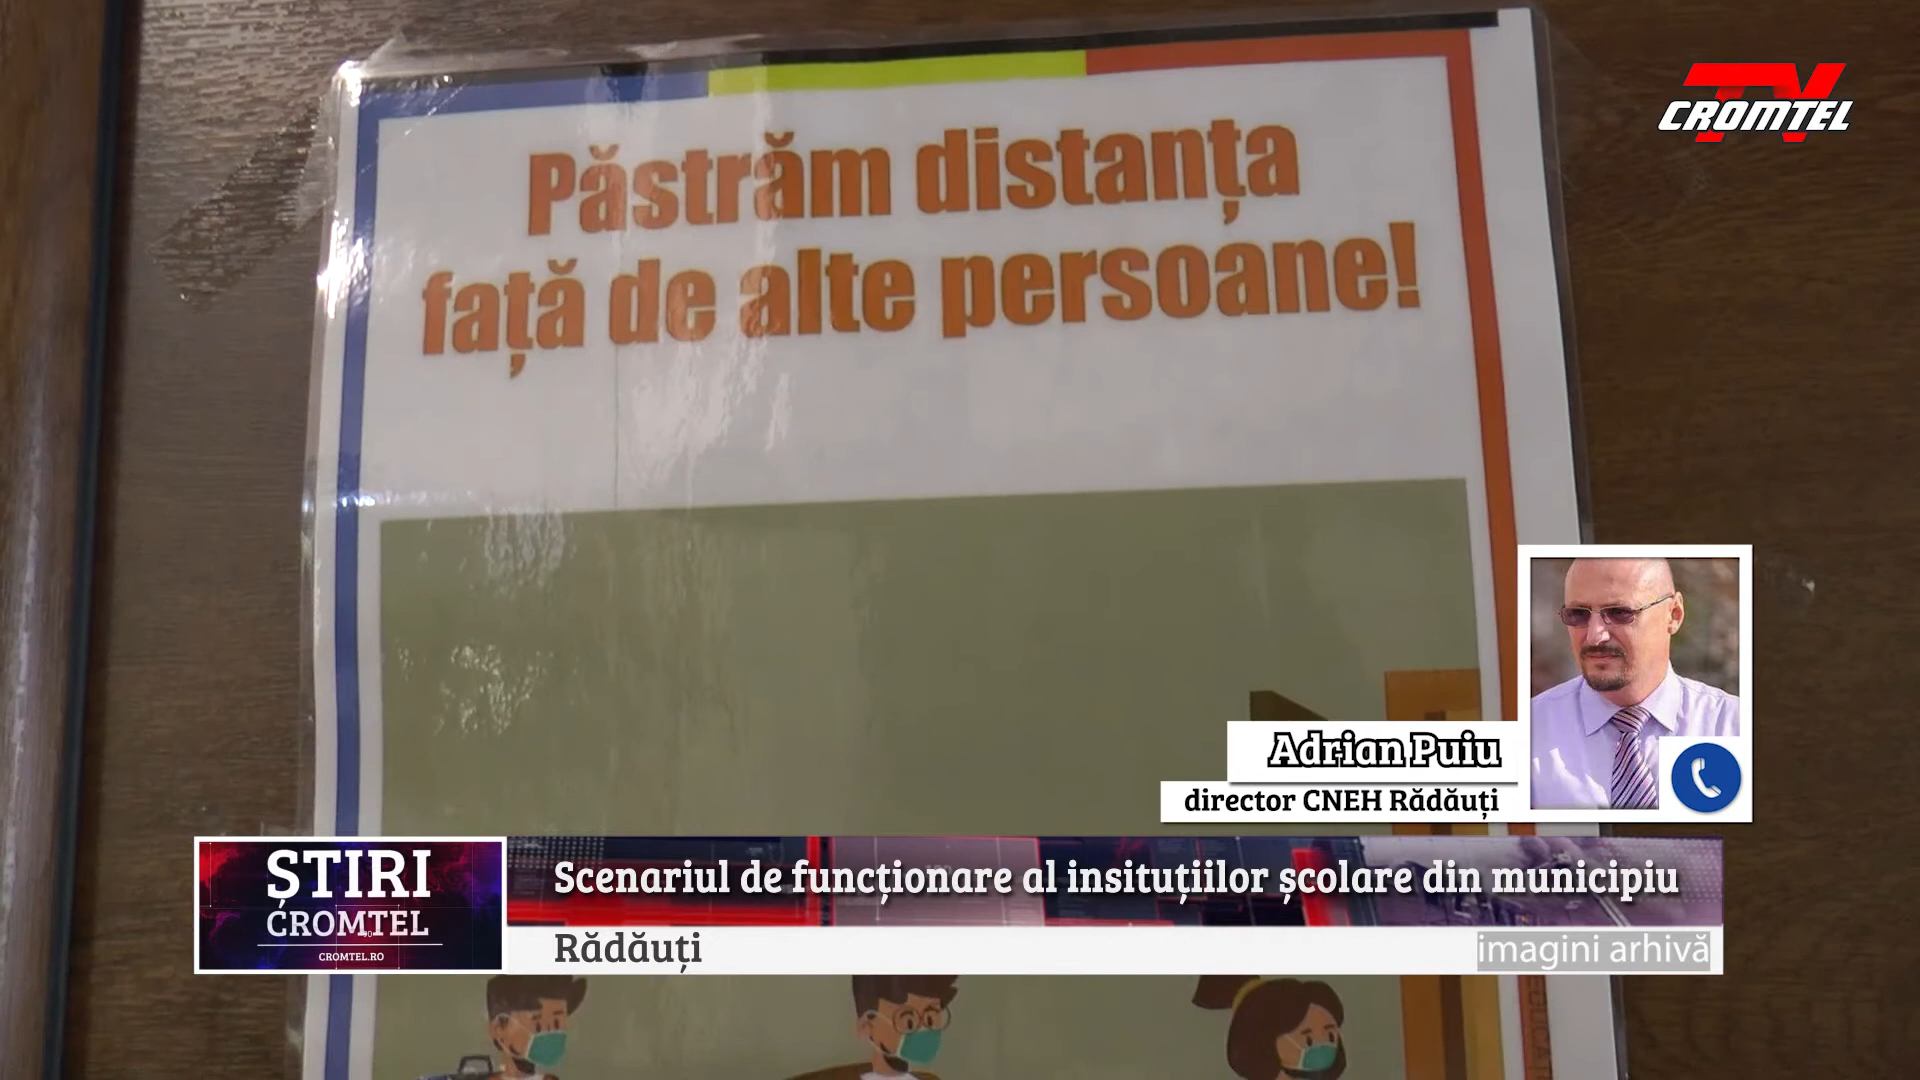 TV
CROMTEL
Păstrăm distanța
față de alte persoane!
Adrian Puiu
director CNEH Rădăuți
ȘTIRI
CROMTEL
CROMTEL.RO
Scenariul de funcționare al insituțiilor școlare din municipiu
Rădăuți
imagini arhivă